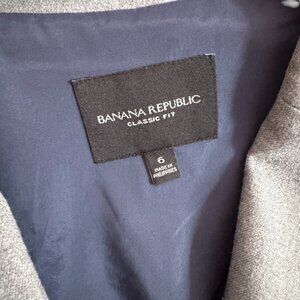 BANANA REPUBLIC
CLASSIC FIT
6
MADE IN
PHILIPPINES